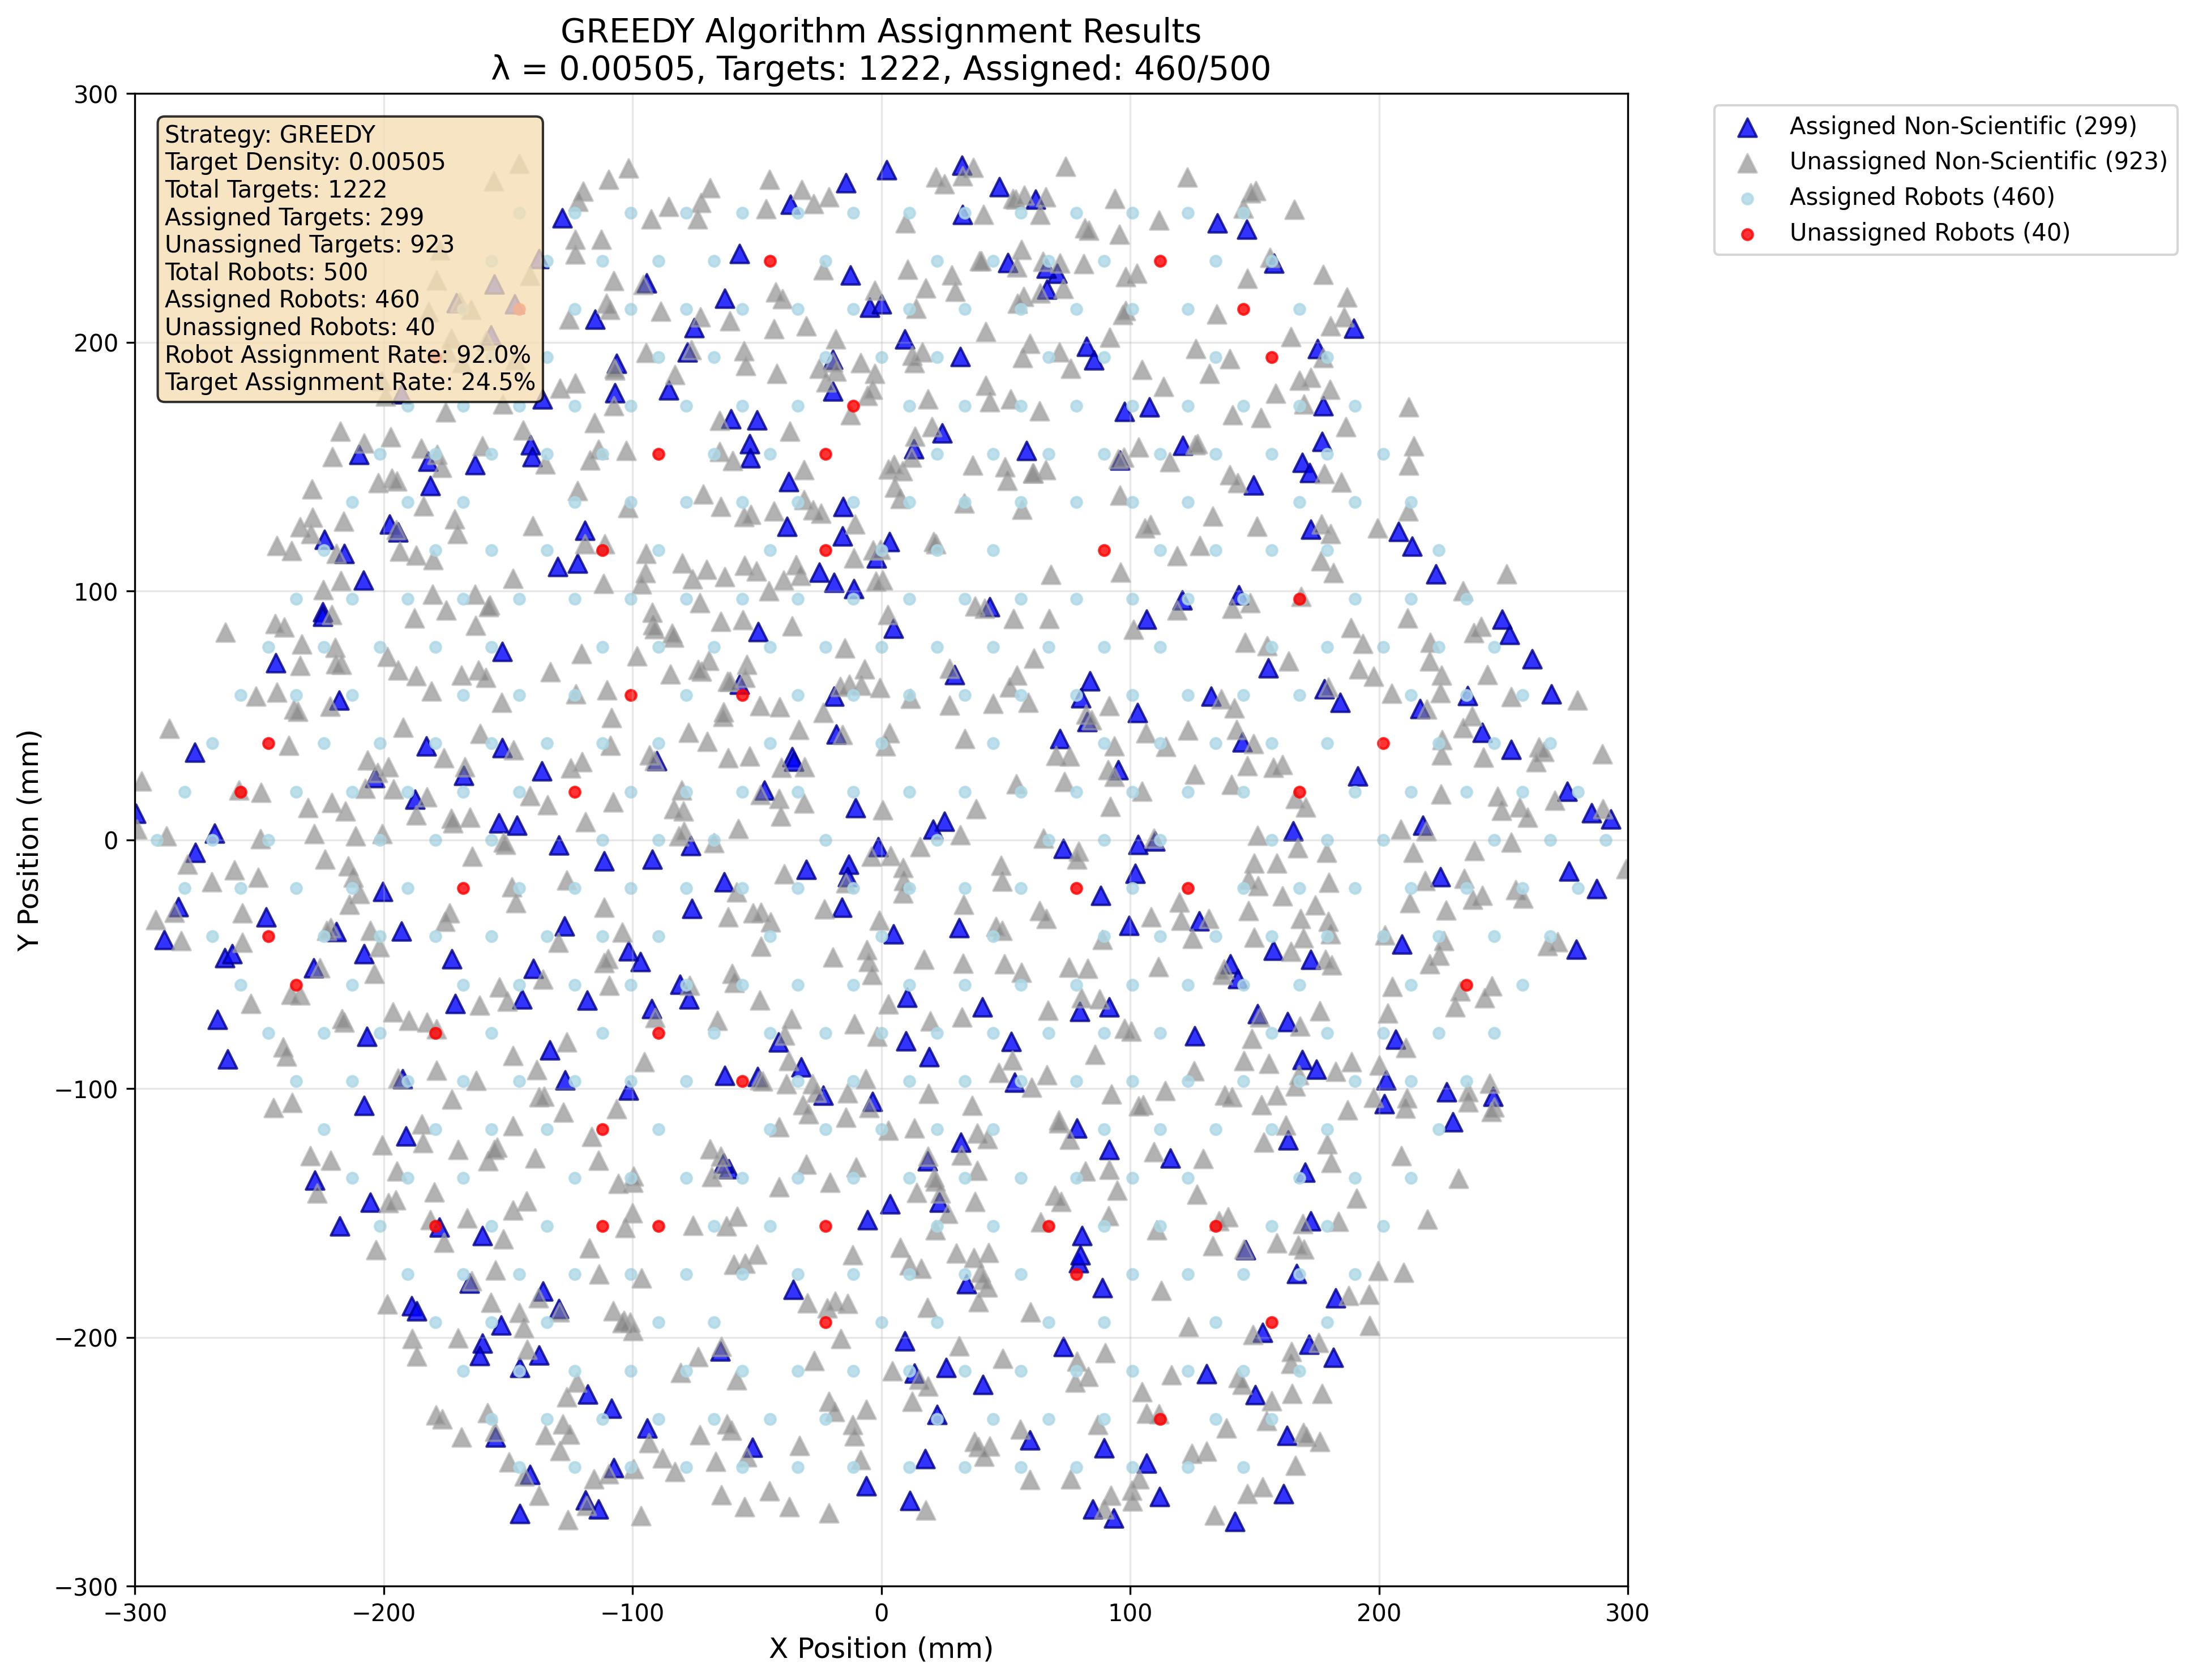 GREEDY Algorithm Assignment Results
λ = 0.00505, Targets: 1222, Assigned: 460/500
Strategy: GREEDY
Target Density: 0.00505
Total Targets: 1222
Assigned Targets: 299
Unassigned Targets: 923
Total Robots: 500
Assigned Robots: 460
Unassigned Robots: 40
Robot Assignment Rate: 92.0%
Target Assignment Rate: 24.5%
Assigned Non-Scientific (299)
Unassigned Non-Scientific (923)
Assigned Robots (460)
Unassigned Robots (40)
Y Position (mm)
300
200
100
0
−100
−200
−300
−300
−200
−100
0
100
200
300
X Position (mm)